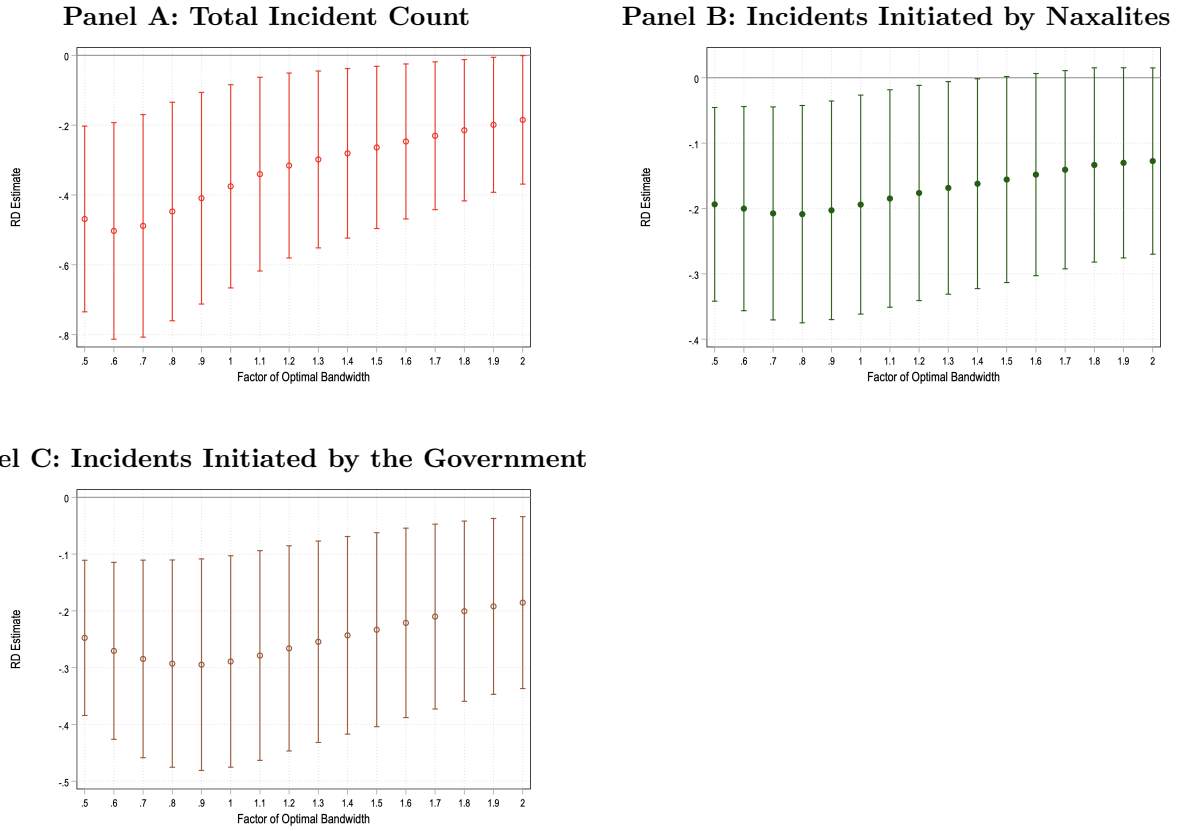 Panel A: Total Incident Count
0
-.2
-.4
-.6
-.8
RD Estimate
.5 .6 .7 .8 .9 1 1.1 1.2 1.3 1.4 1.5 1.6 1.7 1.8 1.9 2
Factor of Optimal Bandwidth
Panel B: Incidents Initiated by Naxalites
0
-.1
-.2
-.3
-.4
RD Estimate
.5 .6 .7 .8 .9 1 1.1 1.2 1.3 1.4 1.5 1.6 1.7 1.8 1.9 2
Factor of Optimal Bandwidth
el C: Incidents Initiated by the Government
0
-.1
-.2
-.3
-.4
-.5
RD Estimate
.5 .6 .7 .8 .9 1 1.1 1.2 1.3 1.4 1.5 1.6 1.7 1.8 1.9 2
Factor of Optimal Bandwidth